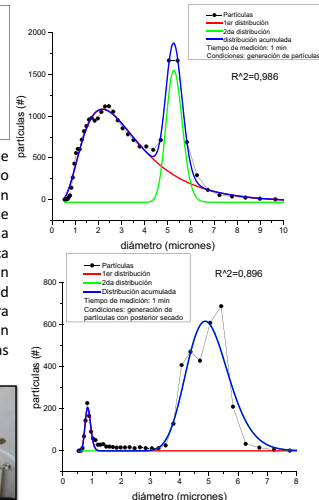 Partículas
1er distribución
2da distribución
distribución acumulada
Tiempo de medición: 1 min
Condiciones: generación de partículas
R^2=0,986
partículas (#)
2000
1500
1000
500
0
0 1 2 3 4 5 6 7 8 9 10
diámetro (micrones)
Partículas
1er distribución
2da distribución
Distribución acumulada
Tiempo de medición: 1 min
Condiciones: generación de
partículas con posterior secado
R^2=0,896
partículas (#)
800
600
400
200
0
0 1 2 3 4 5 6 7 8
diámetro (micrones)